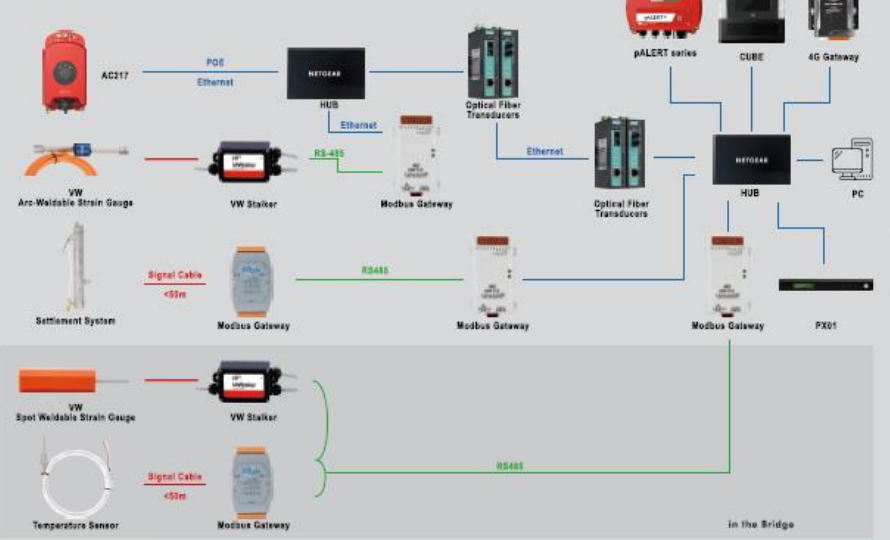 pALERT+
pALERT series
CUBE
4G Gateway
AC217
POE
Ethernet
NETGEAR
HUB
Optical Fiber
Transducers
Ethernet
RS-485
VW
Arc-Weldable Strain Gauge
VW Stalker
Modbus Gateway
Ethernet
Optical Fiber
Transducers
NETGEAR
HUB
PC
Settlement System
Signal Cable
<50m
Modbus Gateway
RS485
Modbus Gateway
Modbus Gateway
PX01
VW
Spot Weldable Strain Gauge
VW Stalker
Temperature Sensor
Signal Cable
<50m
Modbus Gateway
RS485
in the Bridge